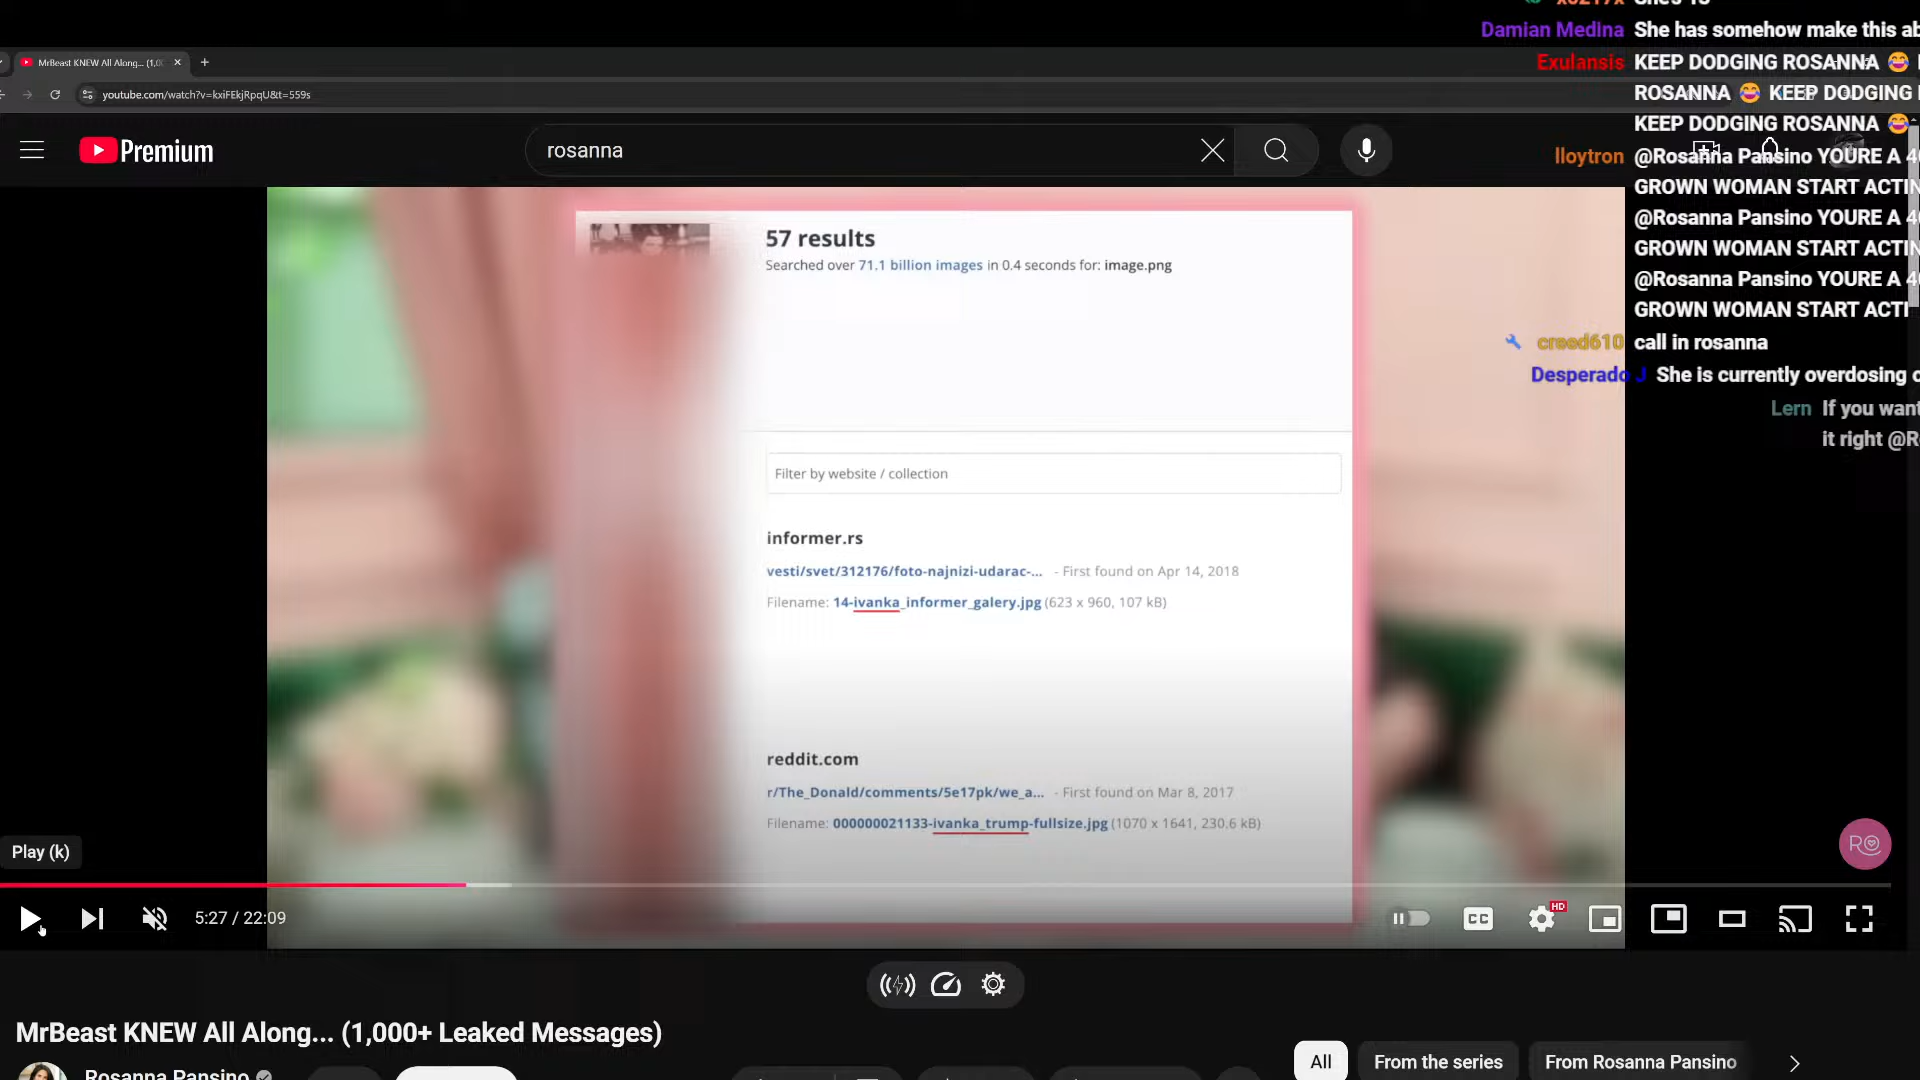 Damian Medina She has somehow make this
MrBeast KNEW All Along... (1,0
Exulansis KEEP DODGING ROSANNA 😂
youtube.com/watch?v=kxiFEkjRpqU&t=559s
ROSANNA 😂 KEEP DODGING
KEEP DODGING ROSANNA 😂
Premium
rosanna
lloytron @Rosanna Pansino YOURE A
GROWN WOMAN START
@Rosanna Pansino YOURE A
GROWN WOMAN START
@Rosanna Pansino YOURE A
GROWN WOMAN START
creed610 call in rosanna
Desperado J She is currently overdosing
Lern If you want
it right
57 results
Searched over 71.1 billion images in 0.4 seconds for: image.png
Filter by website / collection
informer.rs
vesti/svet/312176/foto-najnizi-udarac-... - First found on Apr 14, 2018
Filename: 14-ivanka_informer_galery.jpg (623 x 960, 107 kB)
reddit.com
r/The_Donald/comments/5e17pk/we_a... - First found on Mar 8, 2017
Filename: 000000021133-ivanka_trump-fullsize.jpg (1070 x 1641, 230.6 kB)
Play (k)
5:27 / 22:09
CC
HD
MrBeast KNEW All Along... (1,000+ Leaked Messages)
Rosanna Pansino
All
From the series
From Rosanna Pansino